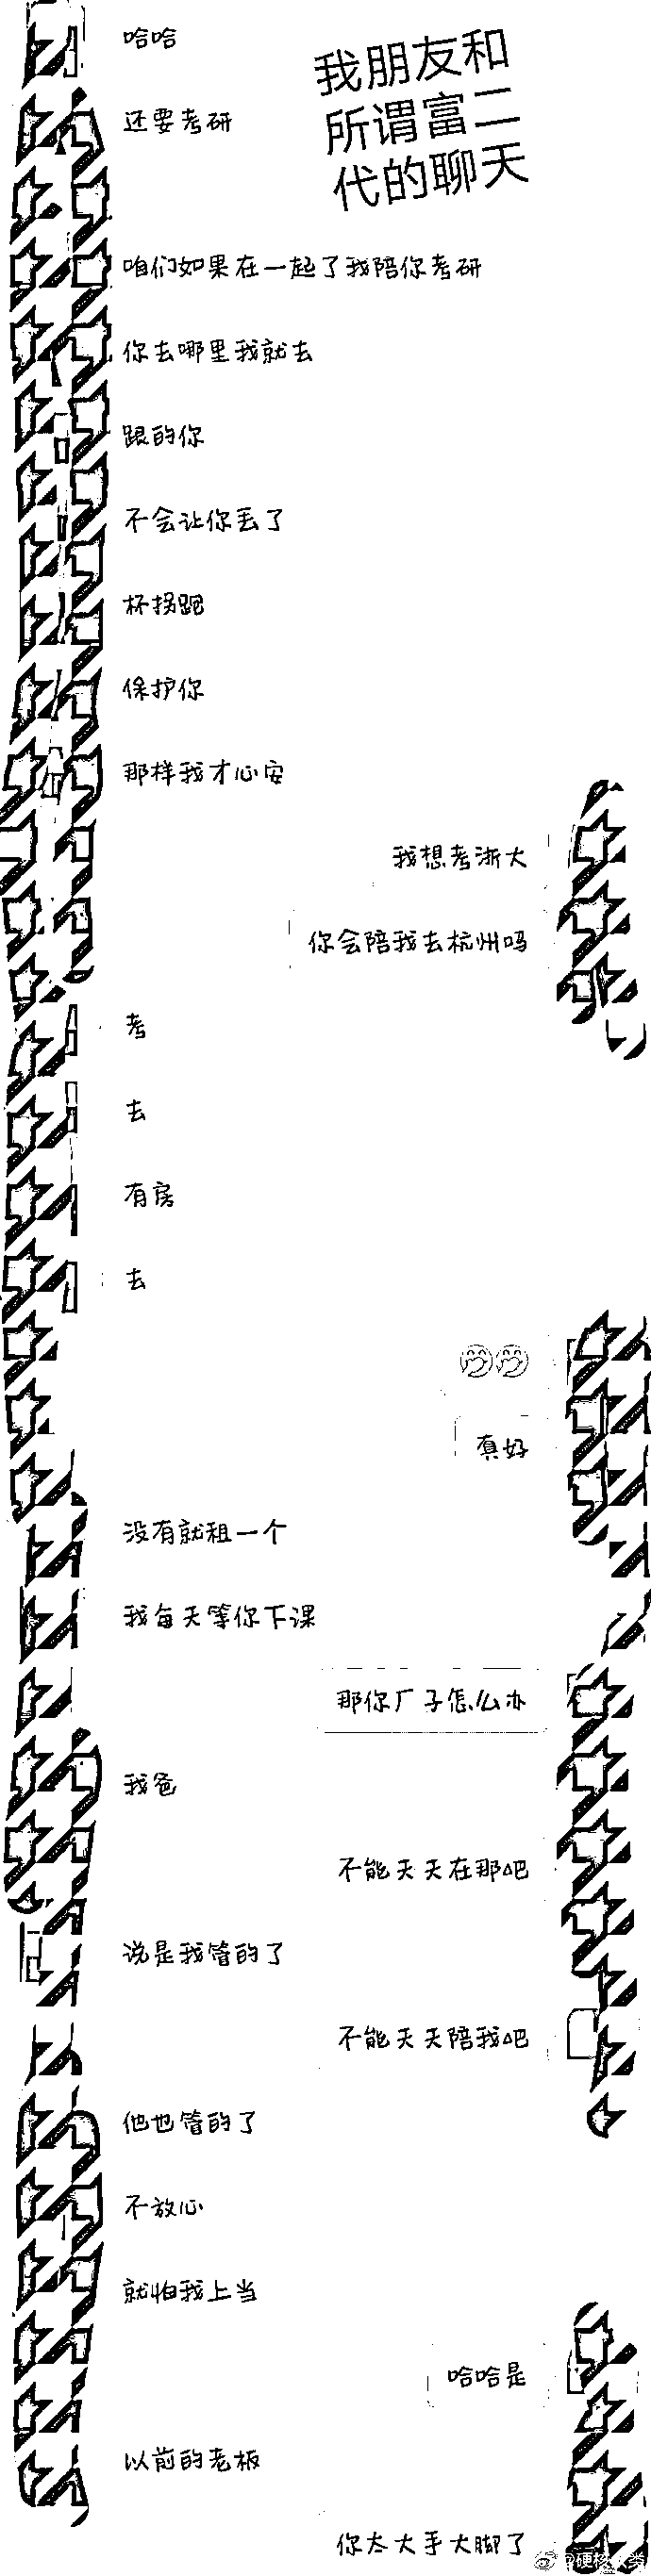 哈哈
我朋友和
所谓富二
代的聊天
还要考研
咱们如果在一起了我陪你考研
你去哪里我就去
跟的你
不会让你丢了
杯拐跑
保护你
那样我才心安
我想考浙大
你会陪我去杭州吗
考
去
有房
去
真好
没有就租一个
我每天等你下课
那你厂子怎么办
我爸
不能天天在那吧
说是我管的了
不能天天陪我吧
他也管的了
不放心
就怕我上当
哈哈是
以前的老板
你太大手大脚了